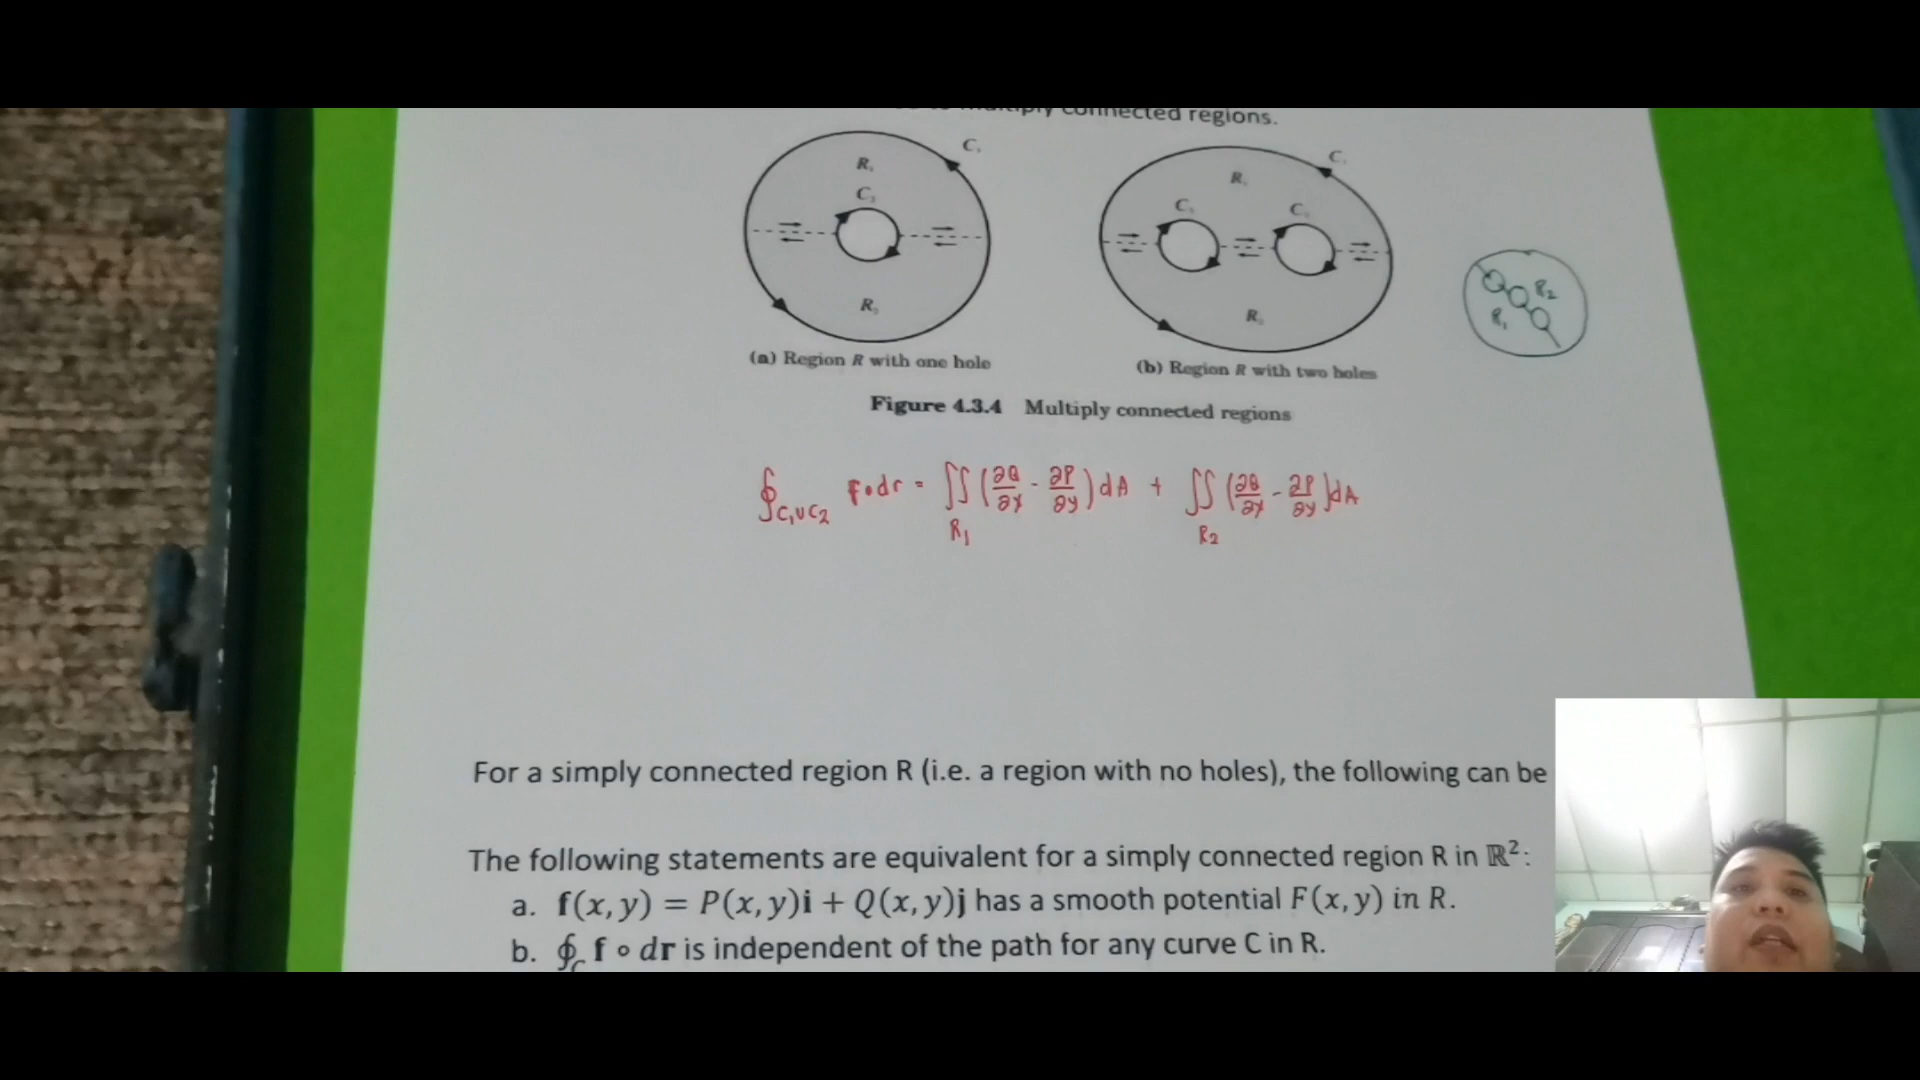 multiply connected regions.
C₁ C₁
R₁ R₁
C₂ C₂ C₃
R₂ R₂
R₂
R₁
(a) Region R with one hole (b) Region R with two holes
Figure 4.3.4 Multiply connected regions
∮C₁∪C₂ F∘dr = ∬R₁ (∂Q/∂x - ∂P/∂y) dA + ∬R₂ (∂Q/∂x - ∂P/∂y) dA
For a simply connected region R (i.e. a region with no holes), the following can be
The following statements are equivalent for a simply connected region R in ℝ²:
a. f(x, y) = P(x, y)i + Q(x, y)j has a smooth potential F(x, y) in R.
b. ∮C f ∘ dr is independent of the path for any curve C in R.